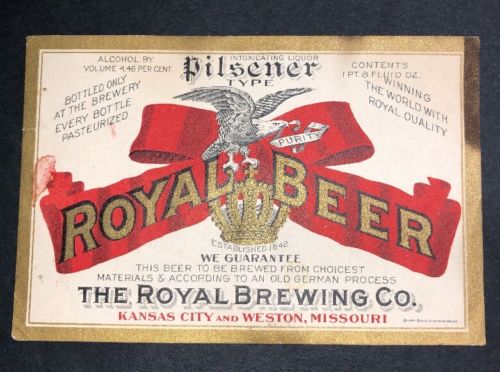 ALCOHOL BY
VOLUME 4.46 PER CENT.
INTOXICATING LIQUOR
Pilsener
TYPE
CONTENTS
1 PT. 8 FLUID OZ.
BOTTLED ONLY
AT THE BREWERY
EVERY BOTTLE
PASTEURIZED
WINNING
THE WORLD WITH
ROYAL QUALITY
PURITY
ROYAL BEER
ESTABLISHED 1842
WE GUARANTEE
THIS BEER TO BE BREWED FROM CHOICEST
MATERIALS & ACCORDING TO AN OLD GERMAN PROCESS
THE ROYAL BREWING CO.
KANSAS CITY AND WESTON, MISSOURI